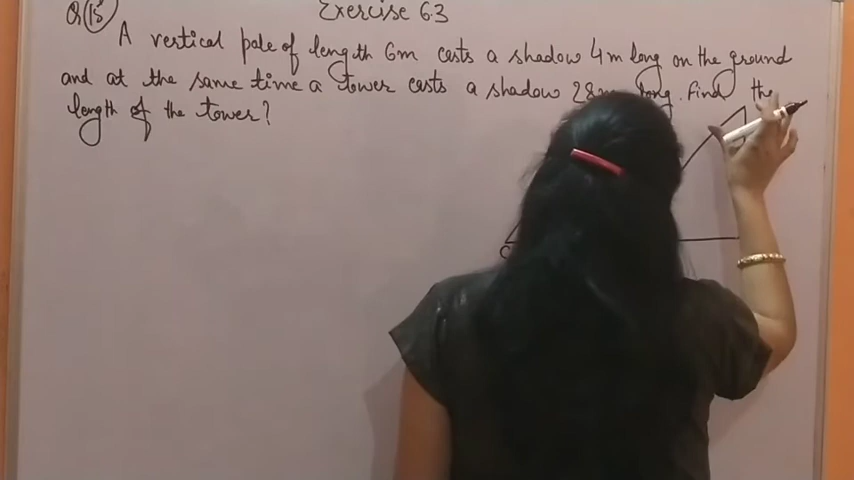 Q 15
Exercise 6.3
A vertical pole of length 6m casts a shadow 4m long on the ground
and at the same time a tower casts a shadow 28m long. Find the
length of the tower?
C